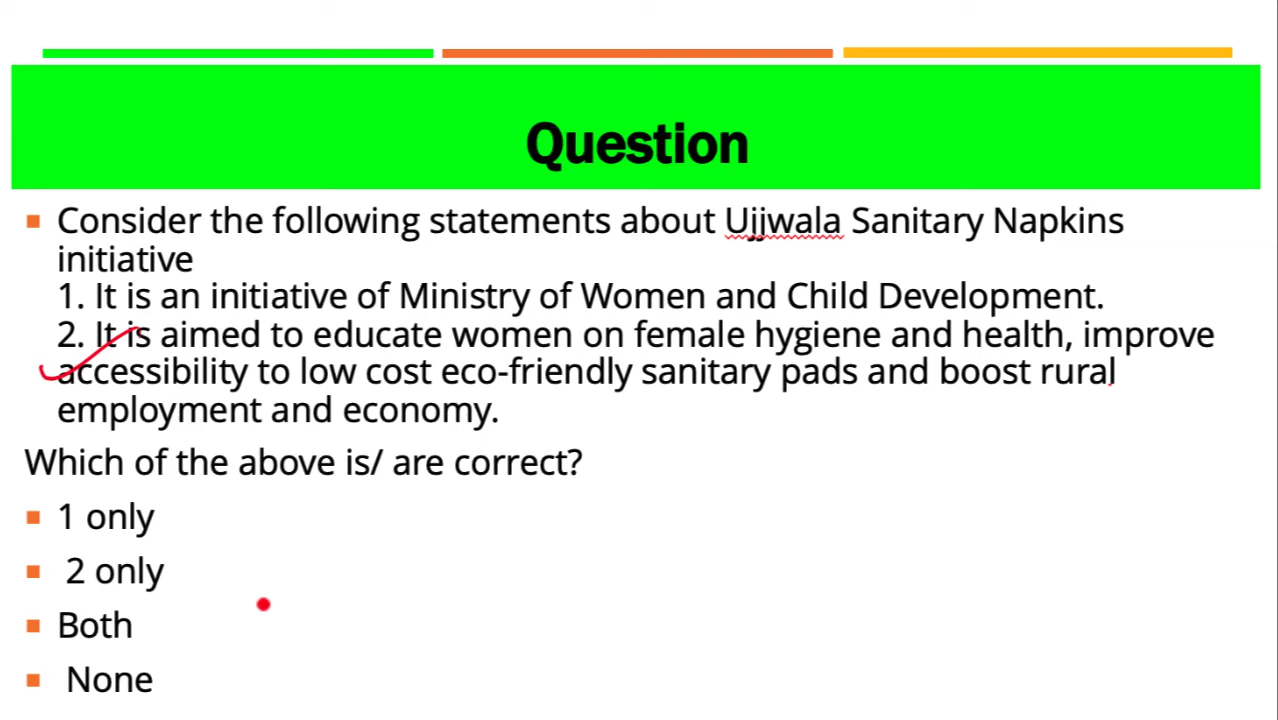 Question
Consider the following statements about Ujjwala Sanitary Napkins
initiative
1. It is an initiative of Ministry of Women and Child Development.
2. It is aimed to educate women on female hygiene and health, improve
accessibility to low cost eco-friendly sanitary pads and boost rural
employment and economy.
Which of the above is/ are correct?
1 only
2 only
Both
None